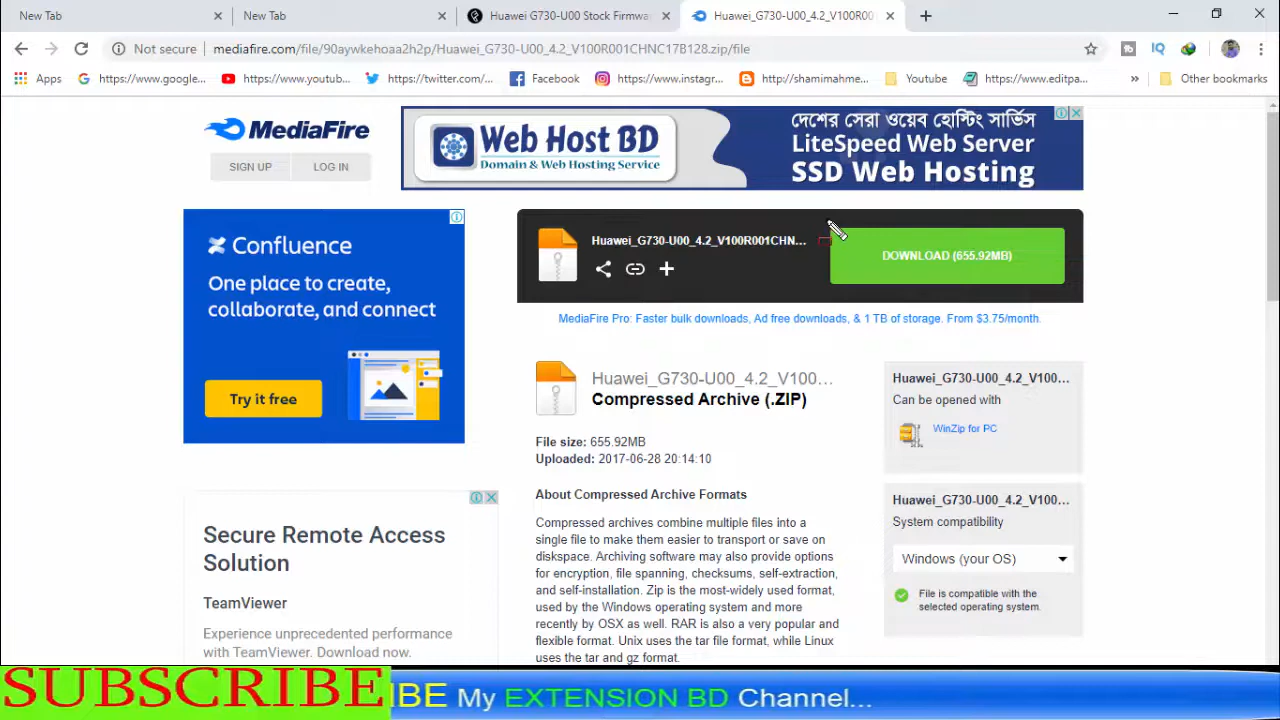 New Tab
New Tab
Huawei G730-U00 Stock Firmwa
Huawei_G730-U00_4.2_V100R00
Not secure
mediafire.com/file/90aywkehoaa2h2p/Huawei_G730-U00_4.2_V100R001CHNC17B128.zip/file
IQ
Apps
https://www.google...
https://www.youtub...
https://twitter.com/...
Facebook
https://www.instagr...
http://shamimahme...
Youtube
https://www.editpa...
»
Other bookmarks
MediaFire
SIGN UP
LOG IN
Web Host BD
Domain & Web Hosting Service
দেশের সেরা ওয়েব হোস্টিং সার্ভিস
LiteSpeed Web Server
SSD Web Hosting
Confluence
One place to create,
collaborate, and connect
Try it free
Huawei_G730-U00_4.2_V100R001CHN...
DOWNLOAD (655.92MB)
MediaFire Pro: Faster bulk downloads, Ad free downloads, & 1 TB of storage. From $3.75/month.
Huawei_G730-U00_4.2_V100...
Compressed Archive (.ZIP)
File size: 655.92MB
Uploaded: 2017-06-28 20:14:10
About Compressed Archive Formats
Compressed archives combine multiple files into a
single file to make them easier to transport or save on
diskspace. Archiving software may also provide options
for encryption, file spanning, checksums, self-extraction,
and self-installation. Zip is the most-widely used format,
used by the Windows operating system and more
recently by OSX as well. RAR is also a very popular and
flexible format. Unix uses the tar file format, while Linux
uses the tar and gz format.
Huawei_G730-U00_4.2_V100...
Can be opened with
WinZip for PC
Huawei_G730-U00_4.2_V100...
System compatibility
Windows (your OS)
File is compatible with the
selected operating system.
Secure Remote Access
Solution
TeamViewer
Experience unprecedented performance
with TeamViewer. Download now.
SUBSCRIBE
IBE My EXTENSION BD Channel...